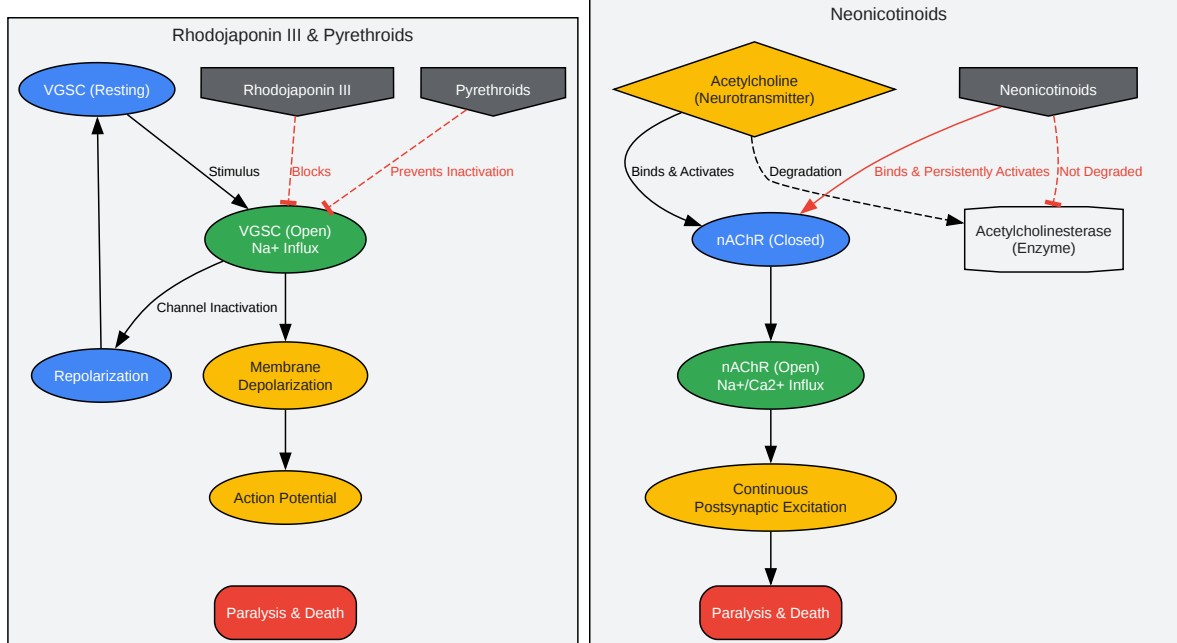 Rhodojaponin III & Pyrethroids
VGSC (Resting)
Rhodojaponin III
Pyrethroids
Stimulus
Blocks
Prevents Inactivation
VGSC (Open)
Na+ Influx
Channel Inactivation
Repolarization
Membrane
Depolarization
Action Potential
Paralysis & Death
Neonicotinoids
Acetylcholine
(Neurotransmitter)
Neonicotinoids
Binds & Activates
Degradation
Binds & Persistently Activates
Not Degraded
nAChR (Closed)
Acetylcholinesterase
(Enzyme)
nAChR (Open)
Na+/Ca2+ Influx
Continuous
Postsynaptic Excitation
Paralysis & Death